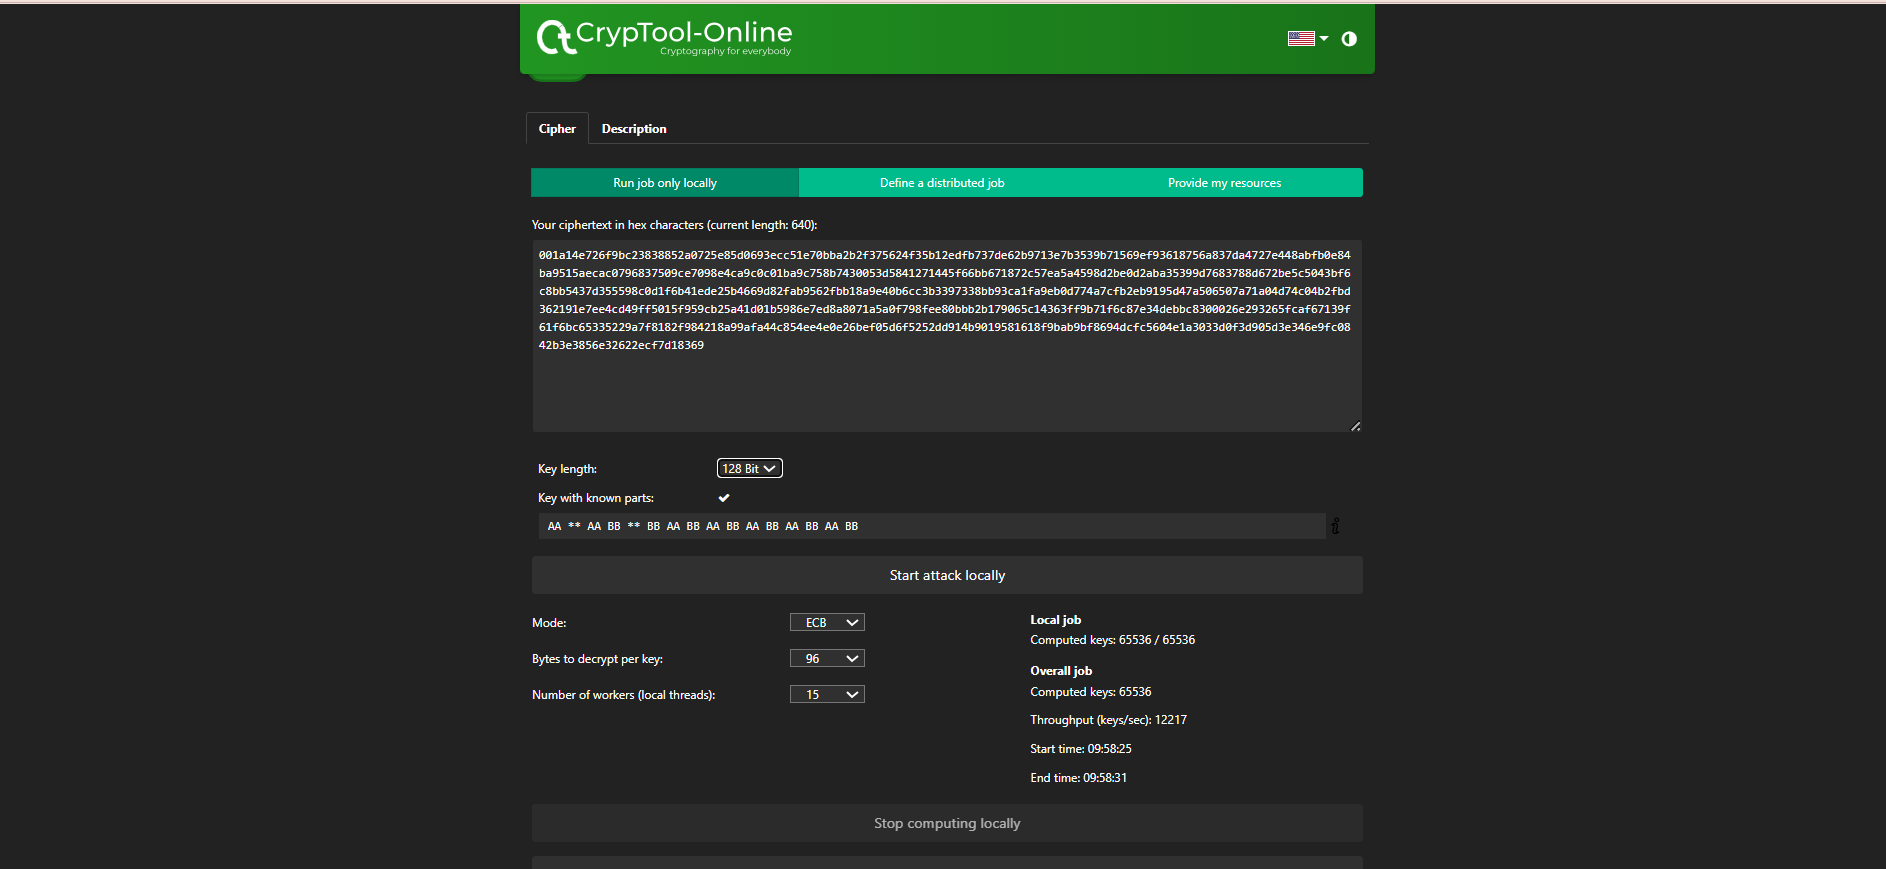 CrypTool-Online
Cryptography for everybody
Cipher
Description
Run job only locally
Define a distributed job
Provide my resources
Your ciphertext in hex characters (current length: 640):
001a14e726f9bc23838852a0725e85d0693ecc51e70bba2b2f375624f35b12edfb737de62b9713e7b3539b71569ef93618756a837da4727e448abfb0e84
ba9515aecac0796837509ce7098e4ca9c0c01ba9c758b7430053d5841271445f66bb671872c57ea5a4598d2be0d2aba35399d7683788d672be5c5043bf6
c8bb5437d355598c0d1f6b41ede25b4669d82fab9562fbb18a9e40b6cc3b3397338bb93ca1fa9eb0d774a7cfb2eb9195d47a506507a71a04d74c04b2fbd
362191e7ee4cd49ff5015f959cb25a41d01b5986e7ed8a8071a5a0f798fee80bbb2b179065c14363ff9b71f6c87e34debbc8300026e293265fcaf67139f
61f6bc65335229a7f8182f984218a99afa44c854ee4e0e26bef05d6f5252dd914b9019581618f9bab9bf8694dcfc5604e1a3033d0f3d905d3e346e9fc08
42b3e3856e32622ecf7d18369
Key length:
128 Bit
Key with known parts:
AA ** AA BB ** BB AA BB AA BB AA BB AA BB AA BB
Start attack locally
Mode:
ECB
Bytes to decrypt per key:
96
Number of workers (local threads):
15
Local job
Computed keys: 65536 / 65536
Overall job
Computed keys: 65536
Throughput (keys/sec): 12217
Start time: 09:58:25
End time: 09:58:31
Stop computing locally